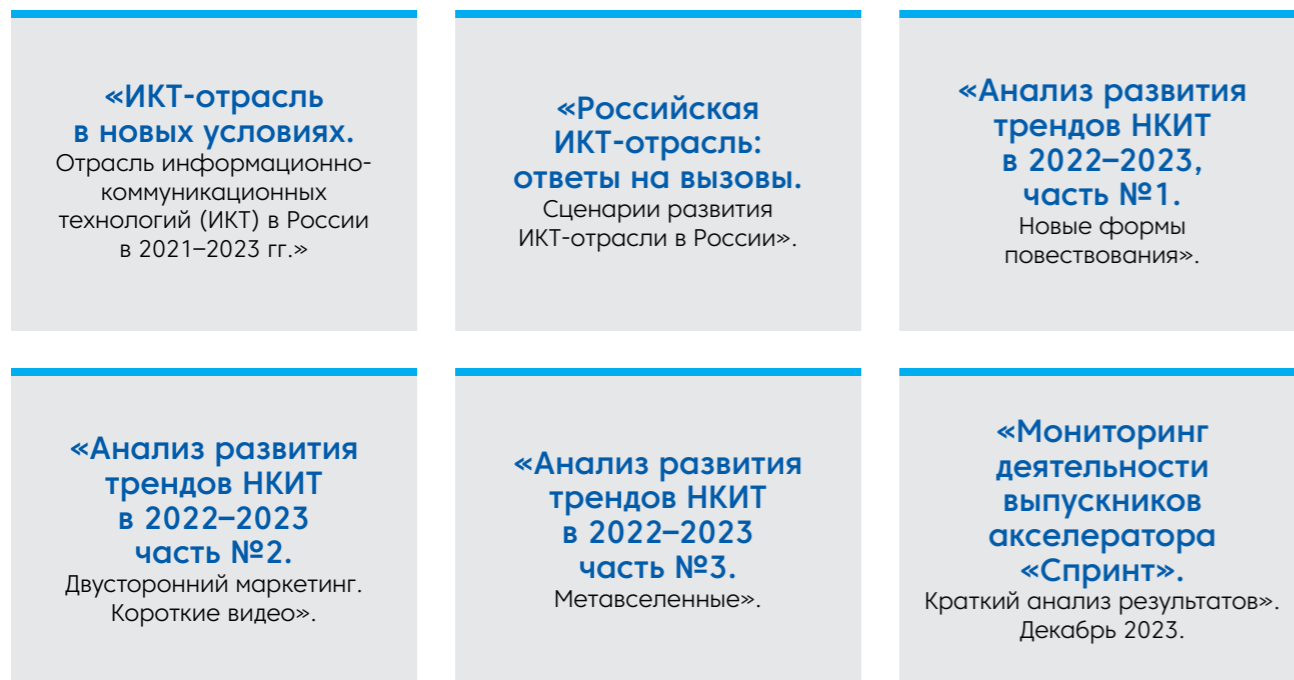 «ИКТ-отрасль
в новых условиях.
Отрасль информационно-
коммуникационных
технологий (ИКТ) в России
в 2021–2023 гг.»
«Российская
ИКТ-отрасль:
ответы на вызовы.
Сценарии развития
ИКТ-отрасли в России».
«Анализ развития
трендов НКИТ
в 2022–2023,
часть №1.
Новые формы
повествования».
«Анализ развития
трендов НКИТ
в 2022–2023
часть №2.
Двусторонний маркетинг.
Короткие видео».
«Анализ развития
трендов НКИТ
в 2022–2023
часть №3.
Метавселенные».
«Мониторинг
деятельности
выпускников
акселератора
«Спринт».
Краткий анализ результатов».
Декабрь 2023.